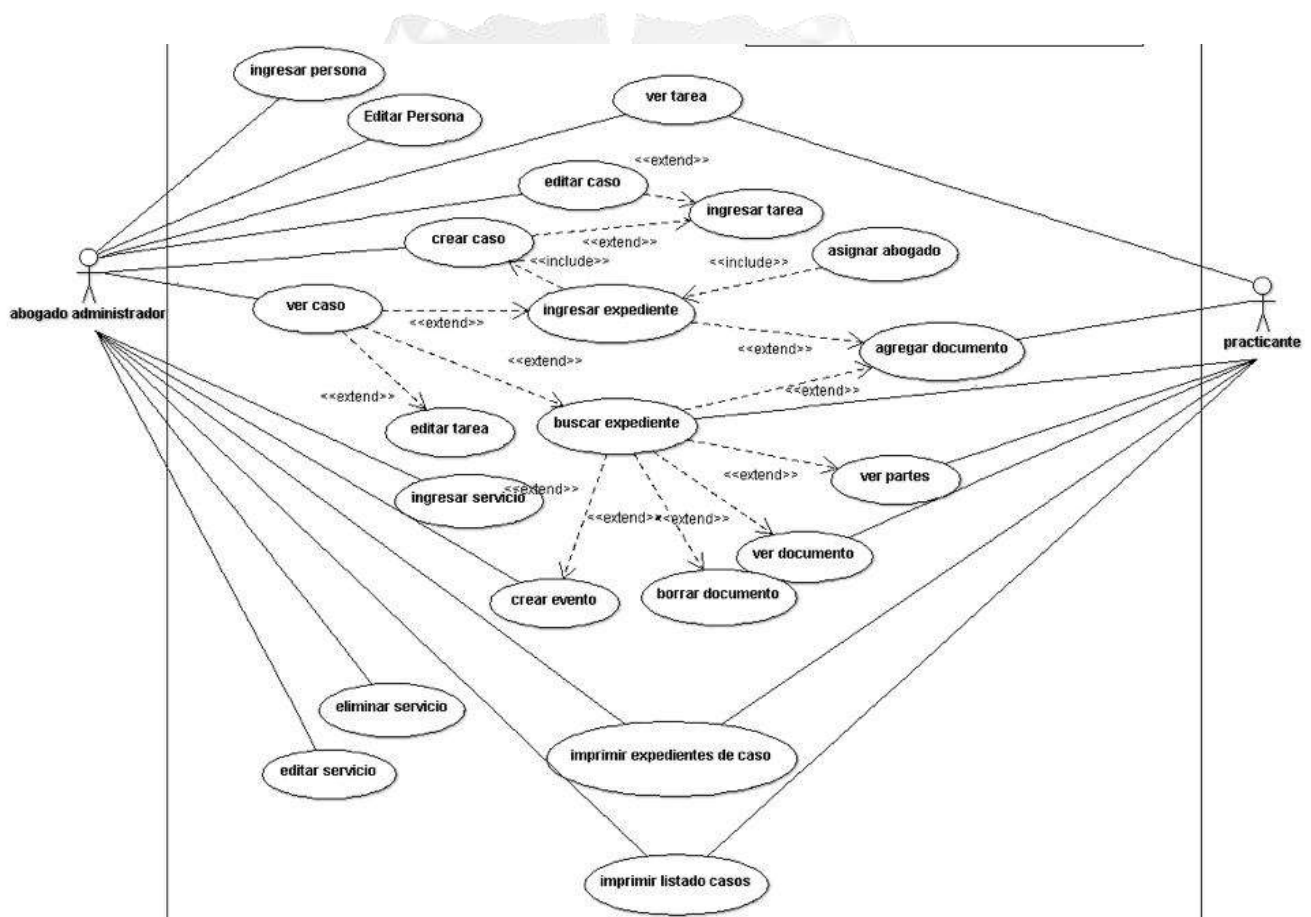 ingresar persona
ver tarea
Editar Persona
<<extend>>
editar caso
ingresar tarea
crear caso
<<extend>>
asignar abogado
<<include>>
<<include>>
ver caso
ingresar expediente
abogado administrador
<<extend>>
practicante
<<extend>>
agregar documento
<<extend>>
<<extend>>
<<extend>>
editar tarea
buscar expediente
<<extend>>
ver partes
<<extend>>
ingresar servicio
<<extend>>
<<extend>>
ver documento
crear evento
borrar documento
eliminar servicio
imprimir expedientes de caso
editar servicio
imprimir listado casos